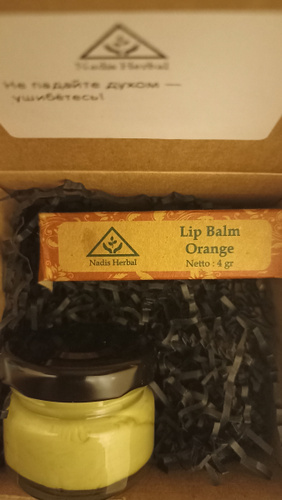 Nadis Herbal
Не падайте духом —
ушибётесь!
Nadis Herbal
Lip Balm
Orange
Netto : 4 gr